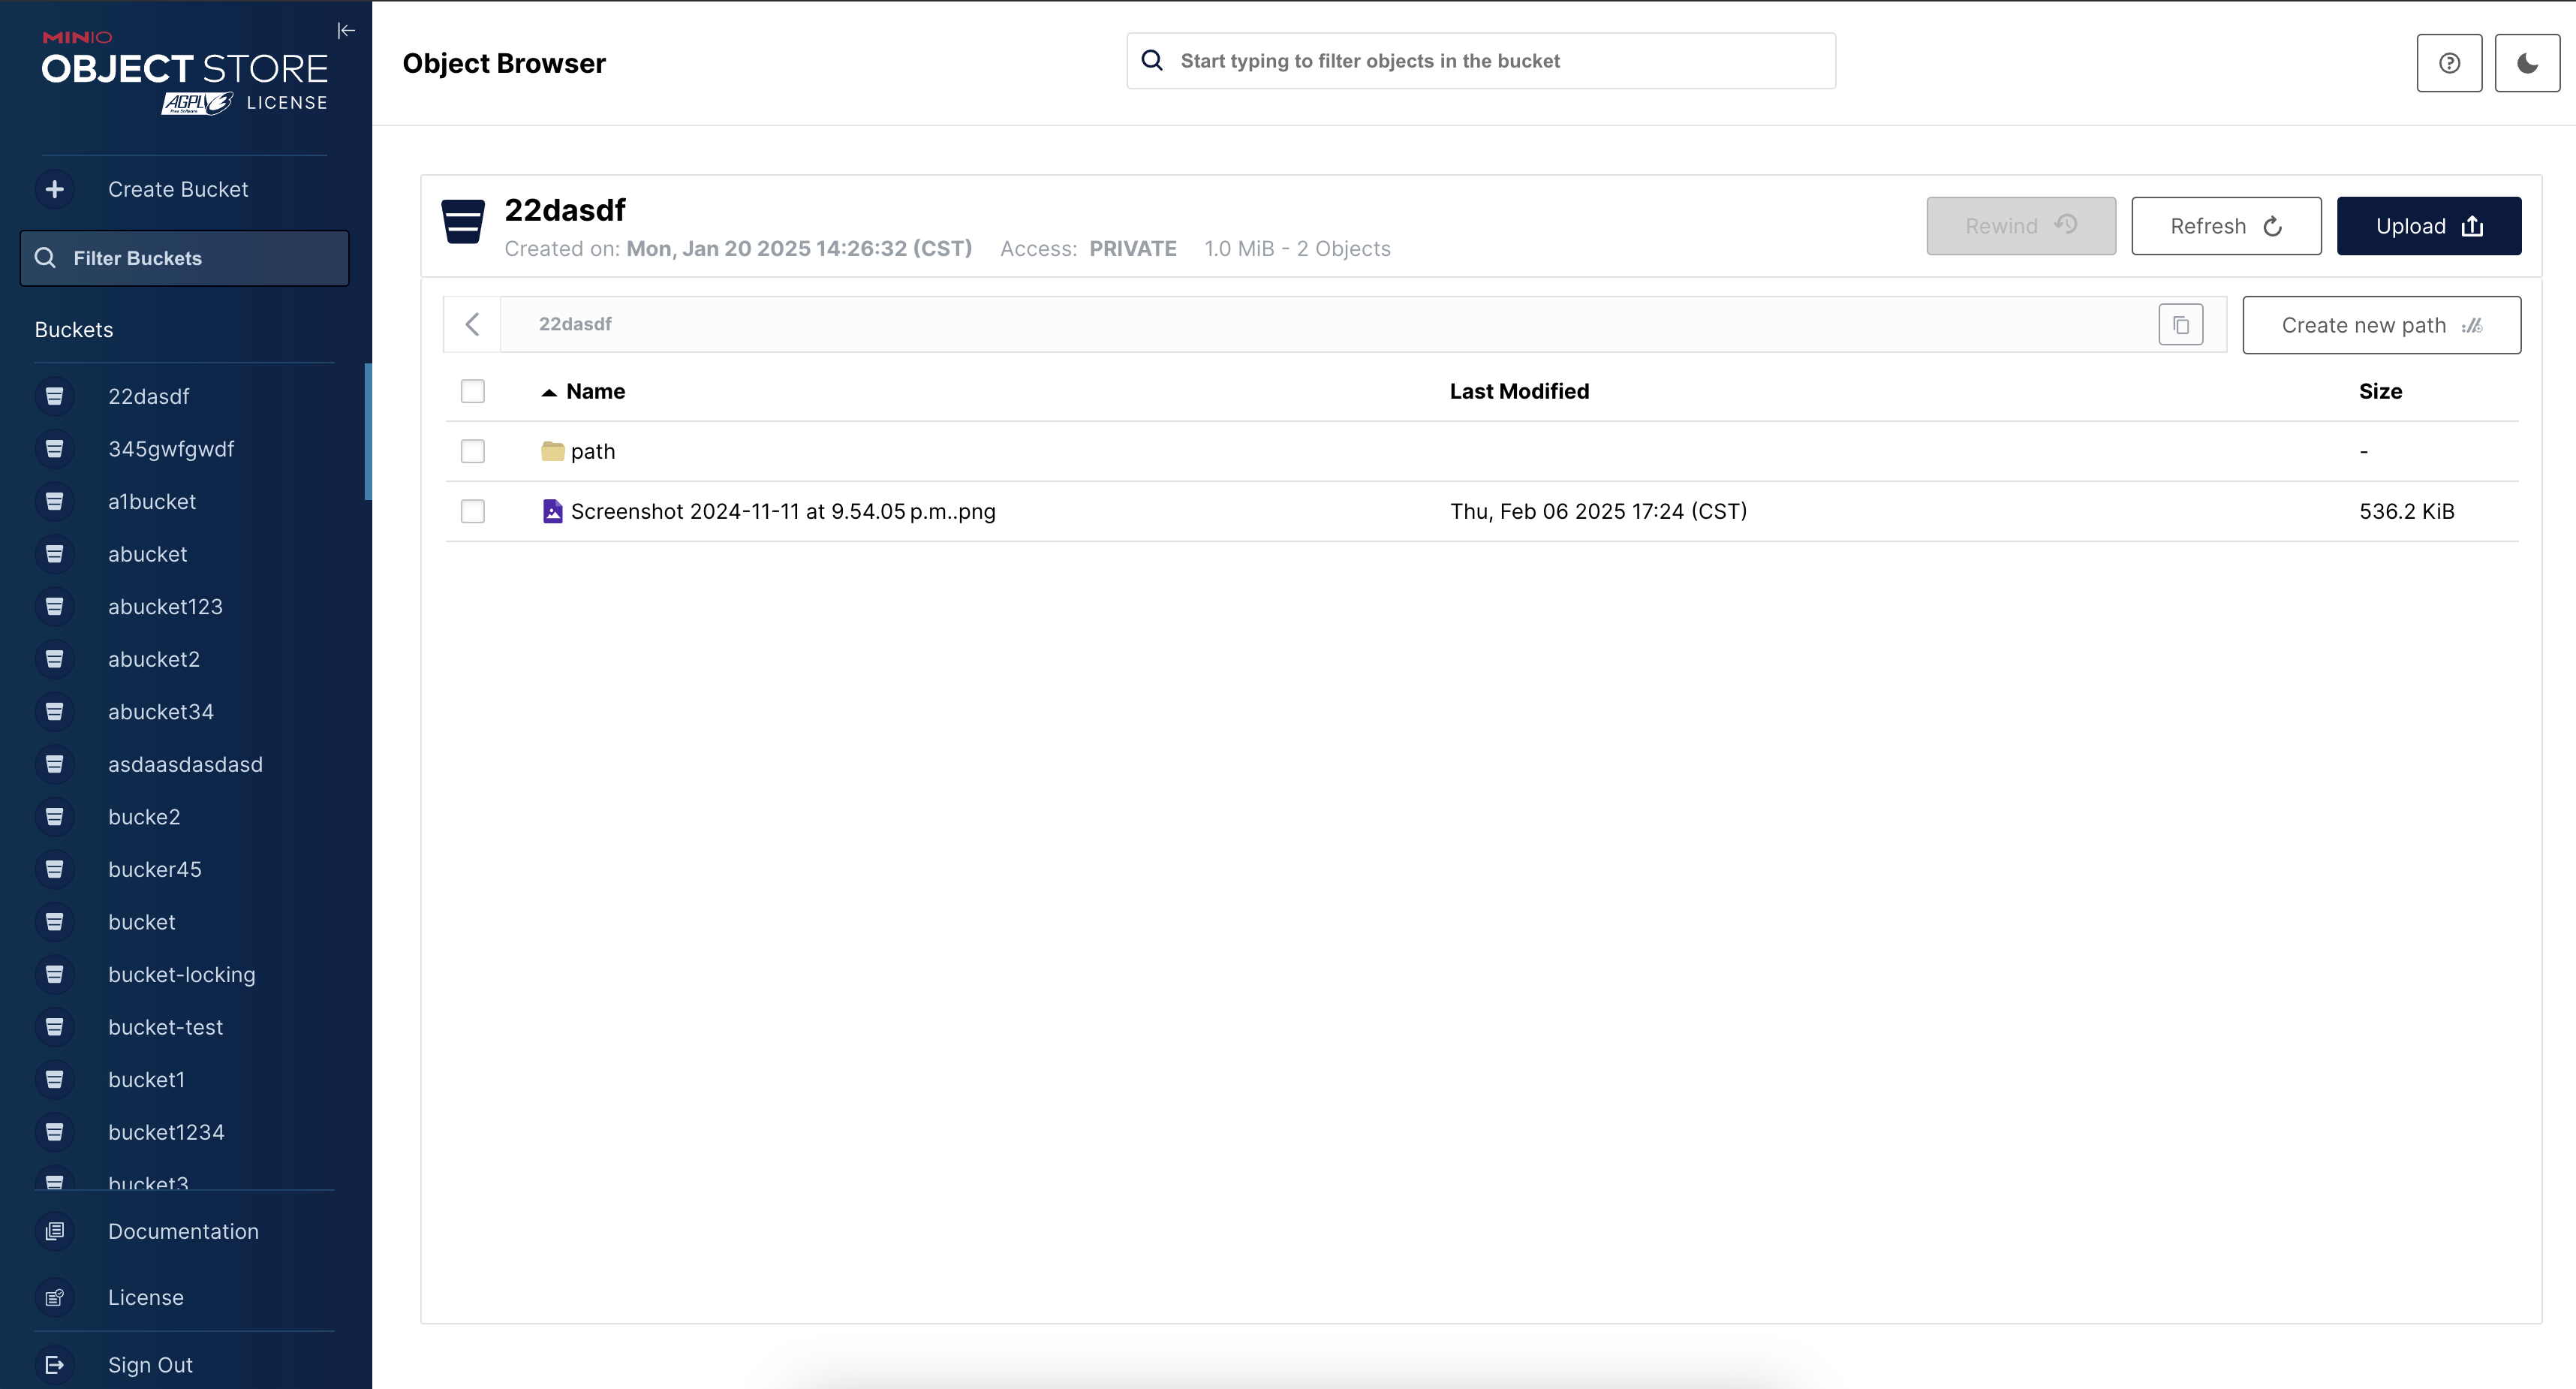 MINIO
OBJECT STORE
AGPL v3 LICENSE
Create Bucket
Filter Buckets
Buckets
22dasdf
345gwfgwdf
a1bucket
abucket
abucket123
abucket2
abucket34
asdaasdasdasd
bucke2
bucker45
bucket
bucket-locking
bucket-test
bucket1
bucket1234
bucket3
Documentation
License
Sign Out
Object Browser
Start typing to filter objects in the bucket
22dasdf
Created on: Mon, Jan 20 2025 14:26:32 (CST) Access: PRIVATE 1.0 MiB - 2 Objects
Rewind Refresh Upload
22dasdf Create new path
Name Last Modified Size
path -
Screenshot 2024-11-11 at 9.54.05 p.m..png Thu, Feb 06 2025 17:24 (CST) 536.2 KiB